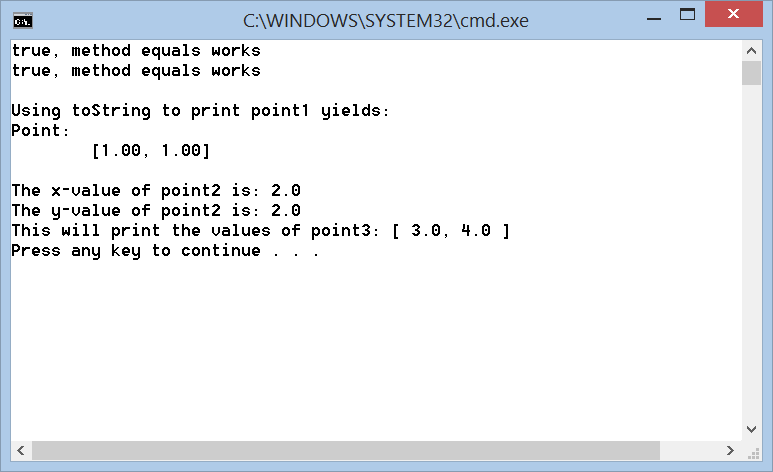 C:\WINDOWS\SYSTEM32\cmd.exe
true, method equals works
true, method equals works
Using toString to print point1 yields:
Point:
[1.00, 1.00]
The x-value of point2 is: 2.0
The y-value of point2 is: 2.0
This will print the values of point3: [ 3.0, 4.0 ]
Press any key to continue . . .